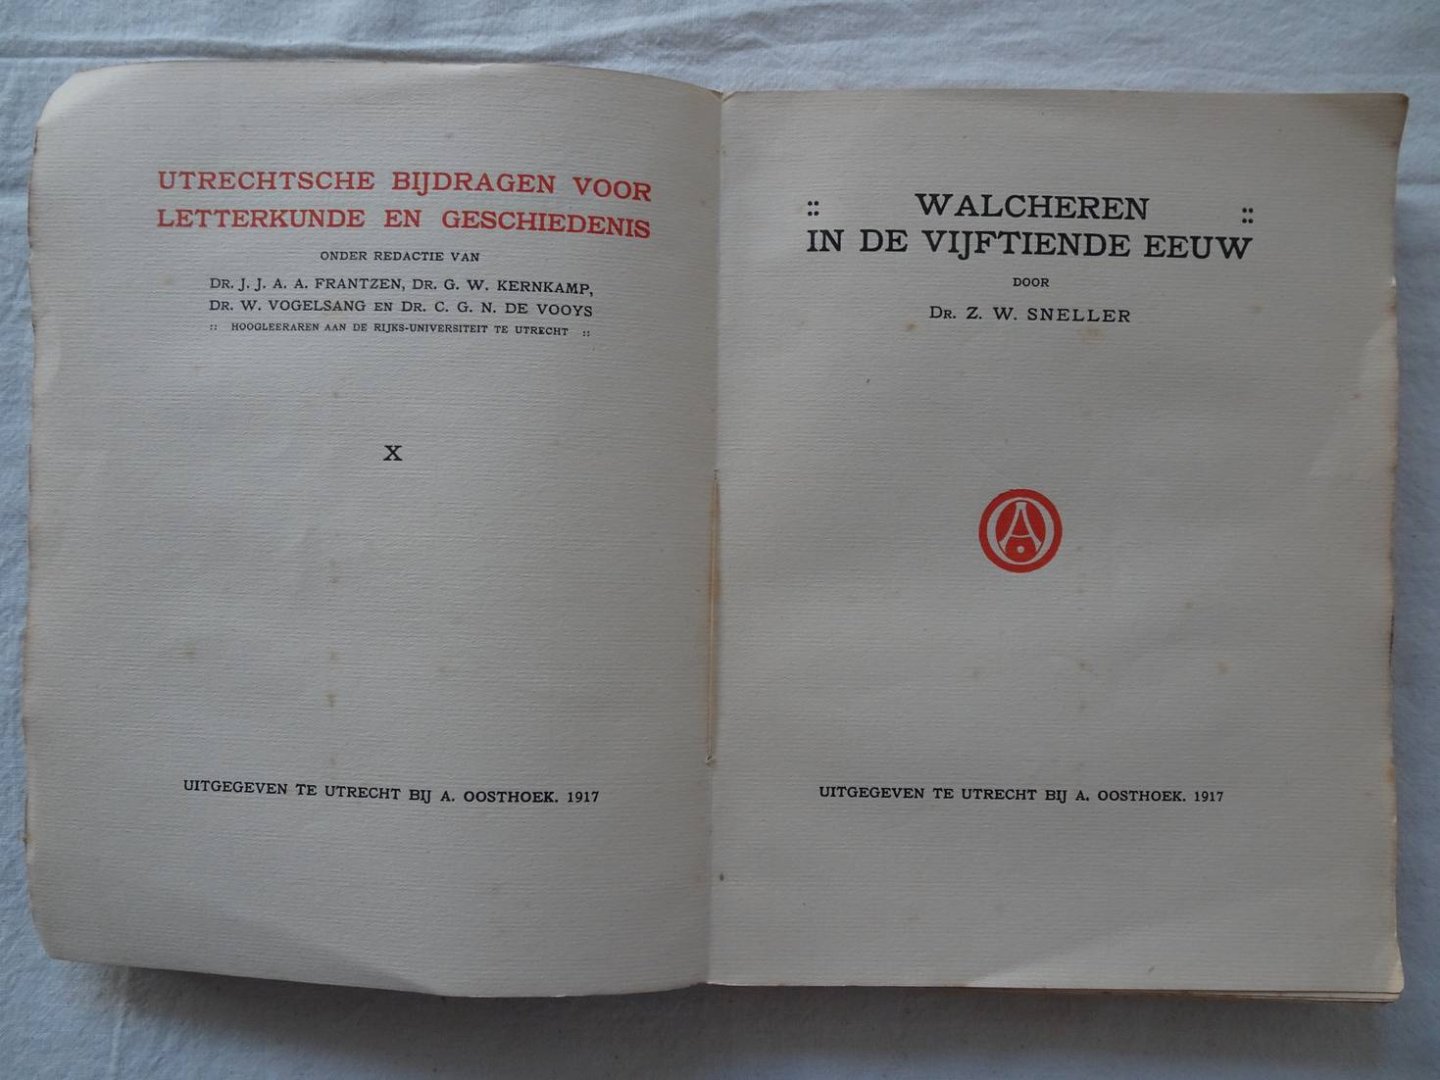 UTRECHTSCHE BIJDRAGEN VOOR
LETTERKUNDE EN GESCHIEDENIS
ONDER REDACTIE VAN
DR. J. J. A. A. FRANTZEN, DR. G. W. KERNKAMP,
DR. W. VOGELSANG EN DR. C. G. N. DE VOOYS
:: HOOGLEERAREN AAN DE RIJKS-UNIVERSITEIT TE UTRECHT ::
X
UITGEGEVEN TE UTRECHT BIJ A. OOSTHOEK. 1917
:: WALCHEREN ::
IN DE VIJFTIENDE EEUW
DOOR
DR. Z. W. SNELLER
UITGEGEVEN TE UTRECHT BIJ A. OOSTHOEK. 1917